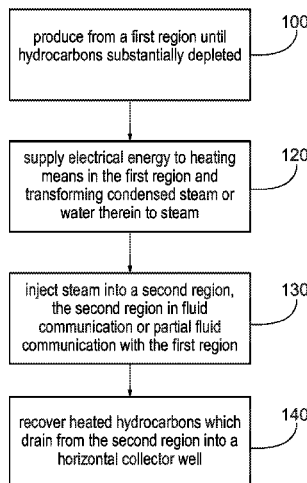 100
produce from a first region until
hydrocarbons substantially depleted
120
supply electrical energy to heating
means in the first region and
transforming condensed steam or
water therein to steam
130
inject steam into a second region,
the second region in fluid
communication or partial fluid
communication with the first region
140
recover heated hydrocarbons which
drain from the second region into a
horizontal collector well